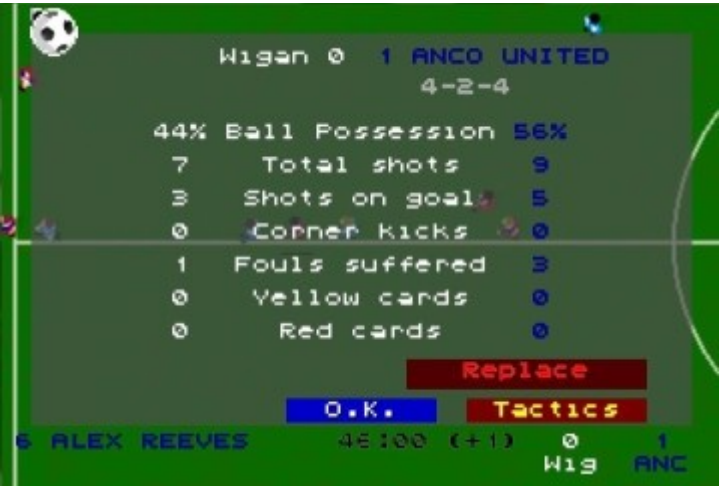 Wigan 0 1 ANCO UNITED
4-2-4
44% Ball Possession 56%
7 Total shots 9
3 Shots on goal 5
0 Corner kicks 0
1 Fouls suffered 3
0 Yellow cards 0
0 Red cards 0
Replace
O.K. Tactics
6 ALEX REEVES 46:00 (+1) 0 1
Wig ANC